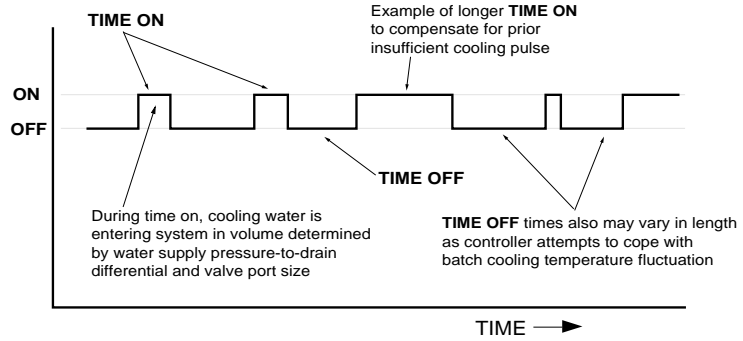 TIME ON
Example of longer TIME ON
to compensate for prior
insufficient cooling pulse
ON
OFF
TIME OFF
During time on, cooling water is
entering system in volume determined
by water supply pressure-to-drain
differential and valve port size
TIME OFF times also may vary in length
as controller attempts to cope with
batch cooling temperature fluctuation
TIME